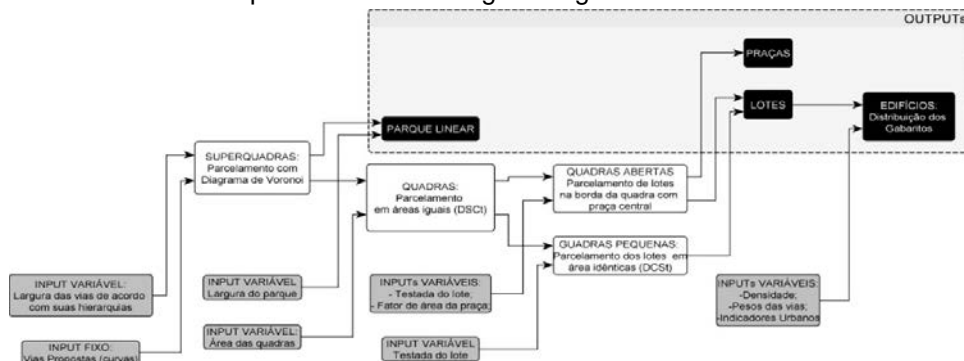 OUTPUTs
PRAÇAS
LOTES
EDIFÍCIOS:
Distribuição dos
Gabaritos
PARQUE LINEAR
SUPERQUADRAS:
Parcelamento com
Diagrama de Voronoi
QUADRAS:
Parcelamento
em áreas iguais (DSCt)
QUADRAS ABERTAS
Parcelamento de lotes
na borda da quadra com
praça central
GUADRAS PEQUENAS:
Parcelamento dos lotes em
área idênticas (DCSt)
INPUT VARIÁVEL:
Largura das vias de acordo
com suas hierarquias
INPUT VARIÁVEL
Largura do parque
INPUTs VARIÁVEIS:
- Testada do lote;
- Fator de área da praça;
INPUTs VARIÁVEIS:
-Densidade;
-Pesos das vias;
-Indicadores Urbanos
INPUT FIXO:
Vias Propostas (curvas)
INPUT VARIÁVEL:
Área das quadras
INPUT VARIÁVEL
Testada do lote